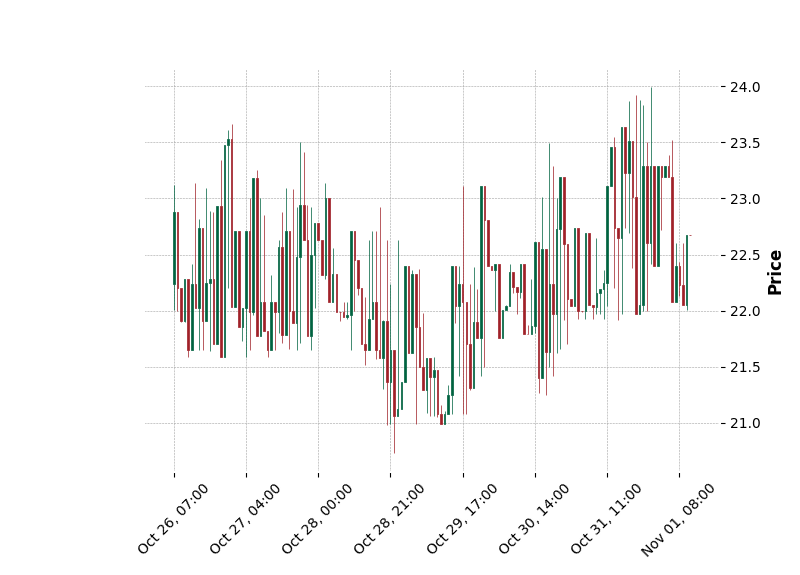 24.0
23.5
23.0
22.5
22.0
21.5
21.0
Price
Oct 26, 07:00
Oct 27, 04:00
Oct 28, 00:00
Oct 28, 21:00
Oct 29, 17:00
Oct 30, 14:00
Oct 31, 11:00
Nov 01, 08:00